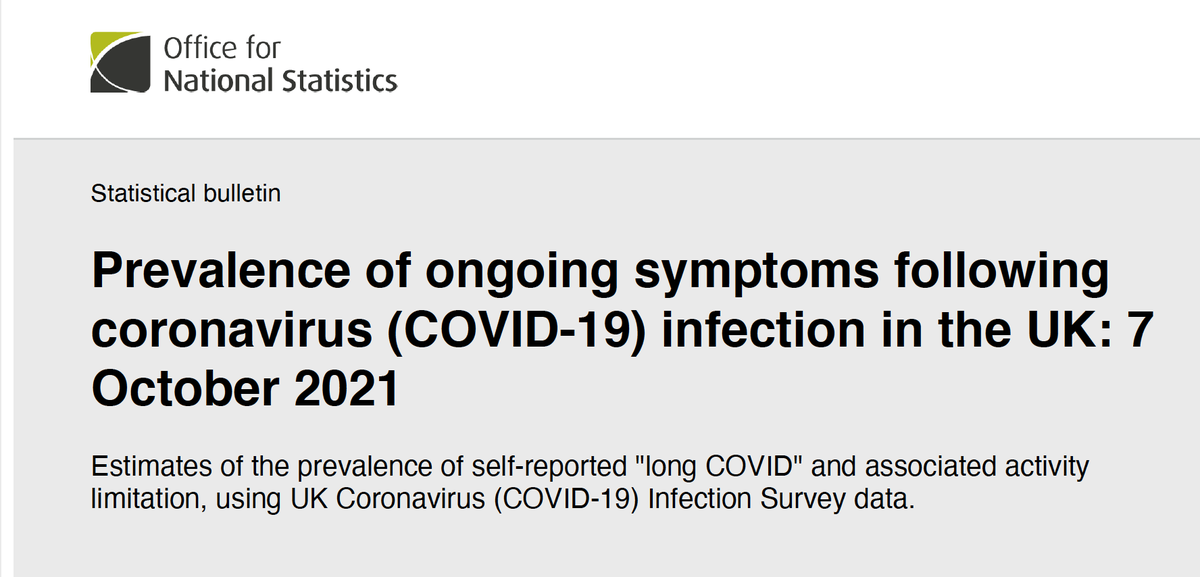 Office for
National Statistics
Statistical bulletin
Prevalence of ongoing symptoms following
coronavirus (COVID-19) infection in the UK: 7
October 2021
Estimates of the prevalence of self-reported "long COVID" and associated activity
limitation, using UK Coronavirus (COVID-19) Infection Survey data.